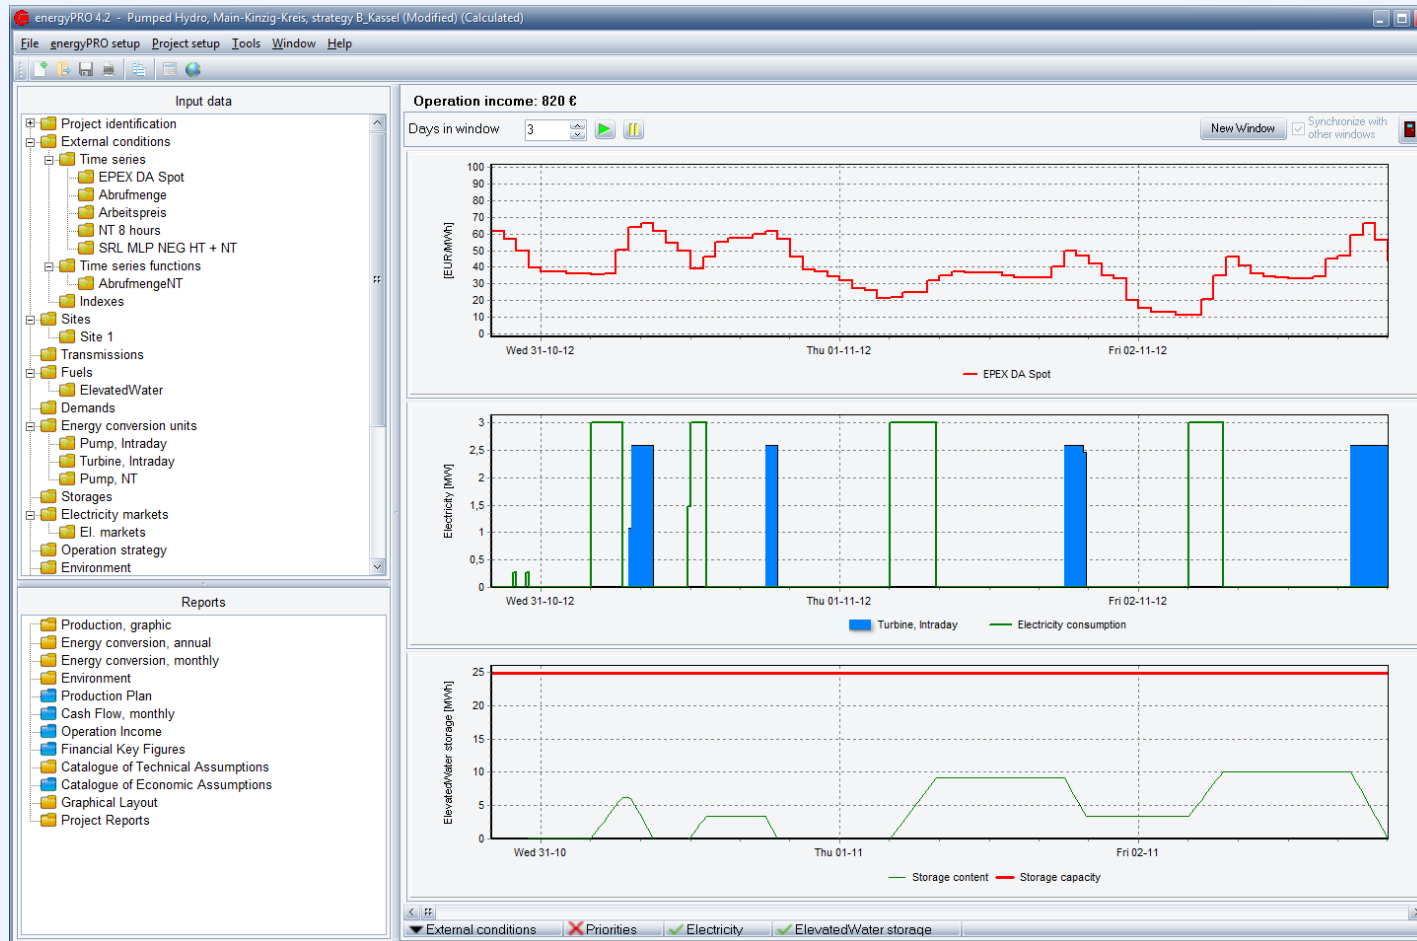 energyPRO 4.2 - Pumped Hydro, Main-Kinzig-Kreis, strategy B_Kassel (Modified) (Calculated)
File energyPRO setup Project setup Tools Window Help
Input data
Project identification
External conditions
Time series
EPEX DA Spot
Abrufmenge
Arbeitspreis
NT 8 hours
SRL MLP NEG HT + NT
Time series functions
AbrufmengeNT
Indexes
Sites
Site 1
Transmissions
Fuels
ElevatedWater
Demands
Energy conversion units
Pump, Intraday
Turbine, Intraday
Pump, NT
Storages
Electricity markets
El. markets
Operation strategy
Environment
Reports
Production, graphic
Energy conversion, annual
Energy conversion, monthly
Environment
Production Plan
Cash Flow, monthly
Operation Income
Financial Key Figures
Catalogue of Technical Assumptions
Catalogue of Economic Assumptions
Graphical Layout
Project Reports
Operation income: 820 €
Days in window 3 New Window Synchronize with
other windows
[EUR/MWh]
100
90
80
70
60
50
40
30
20
10
0
Wed 31-10-12 Thu 01-11-12 Fri 02-11-12
EPEX DA Spot
Electricity [MW]
3
2,5
2
1,5
1
0,5
0
Wed 31-10-12 Thu 01-11-12 Fri 02-11-12
Turbine, Intraday Electricity consumption
ElevatedWater storage [MWh]
25
20
15
10
5
0
Wed 31-10 Thu 01-11 Fri 02-11
Storage content Storage capacity
External conditions Priorities Electricity ElevatedWater storage